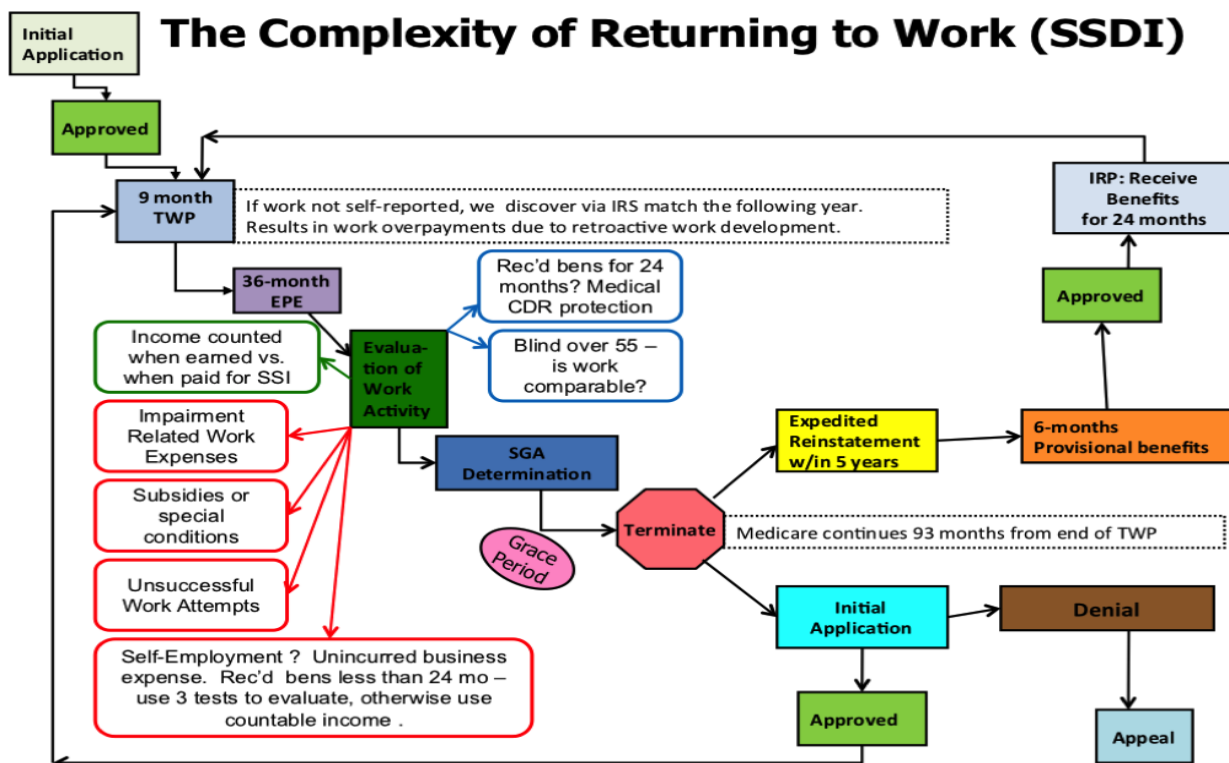 The Complexity of Returning to Work (SSDI)
Initial
Application
Approved
9 month
TWP
If work not self-reported, we discover via IRS match the following year.
Results in work overpayments due to retroactive work development.
IRP: Receive
Benefits
for 24 months
36-month
EPE
Rec'd bens for 24
months? Medical
CDR protection
Approved
Income counted
when earned vs.
when paid for SSI
Evalua-
tion of
Work
Activity
Blind over 55 –
is work
comparable?
Impairment
Related Work
Expenses
SGA
Determination
Expedited
Reinstatement
w/in 5 years
6-months
Provisional benefits
Subsidies or
special
conditions
Grace
Period
Terminate
Medicare continues 93 months from end of TWP
Unsuccessful
Work Attempts
Initial
Application
Denial
Self-Employment ? Unincurred business
expense. Rec'd bens less than 24 mo –
use 3 tests to evaluate, otherwise use
countable income .
Approved
Appeal